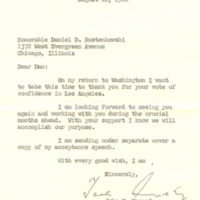 Honorable Daniel D. Rostenkowski
1372 West Evergreen Avenue
Chicago, Illinois
Dear Dan:
On my return to Washington I want
to take this time to thank you for your vote of
confidence in Los Angeles.
I am looking forward to seeing you
again and working with you during the crucial
months ahead. With your support I know we will
accomplish our purpose.
I am sending under separate cover a
copy of my acceptance speech.
With every good wish, I am
Sincerely,